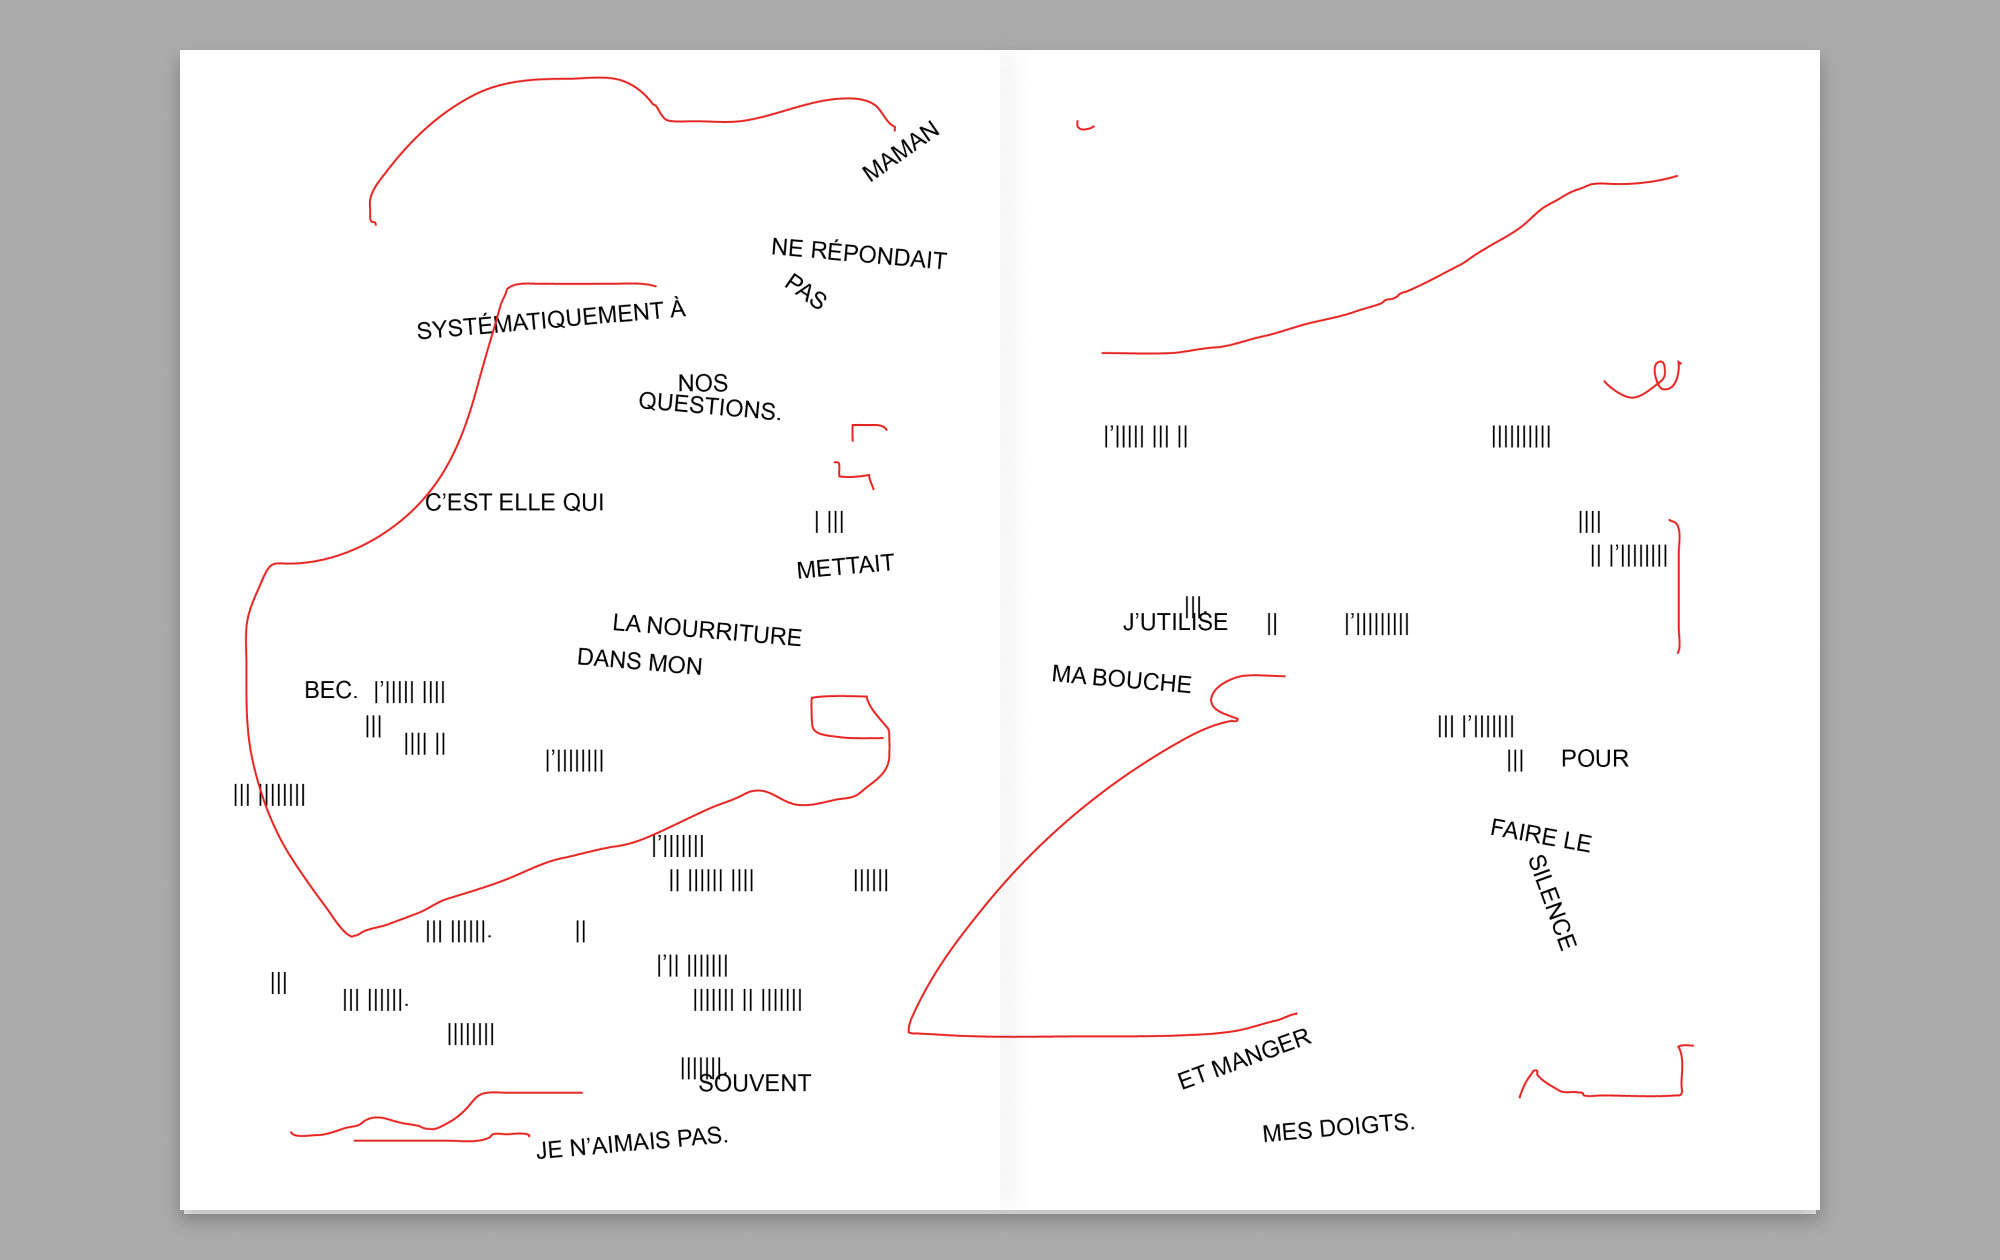 MAMAN
NE RÉPONDAIT
PAS
SYSTÉMATIQUEMENT À
NOS
QUESTIONS.
C’EST ELLE QUI
METTAIT
LA NOURRITURE
DANS MON
BEC.
SOUVENT
JE N’AIMAIS PAS.
J’UTILISE
MA BOUCHE
POUR
FAIRE LE
SILENCE
ET MANGER
MES DOIGTS.